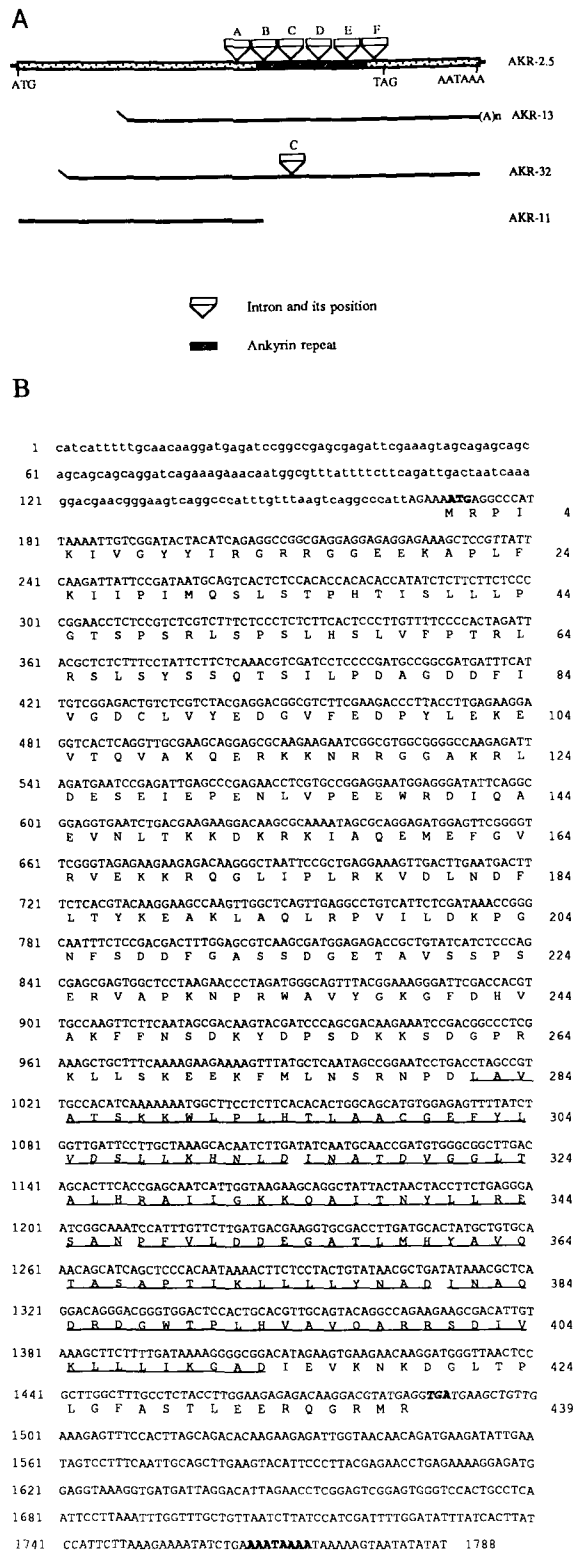 A
A B C D E F
AKR-2.5
ATG TAG AATAAA
(A)n AKR-13
C
AKR-32
AKR-11
Intron and its position
Ankyrin repeat
B
1 catcatttttgcaacaaggatgagatccggccgagcgagattcgaaagtagcagagcagc
61 agcagcagcaggatcagaaagaaacaatggcgtttattttcttcagattgactaatcaaa
121 ggacgaacgggaagtcaggcccatttgtttaagtcaggcccattAGAAAATGAGGCCCAT
M R P I 4
181 TAAAATTGTCGGATACTACATCAGAGGCCGGCGAGGAGGAGAGGAGAAAGCTCCGTTATT
K I V G Y Y I R G R R G G E E K A P L F 24
241 CAAGATTATTCCGATAATGCAGTCACTCTCCACACCACACACCATATCTCTTCTTCTCCC
K I I P I M Q S L S T P H T I S L L L P 44
301 CGGAACCTCTCCGTCTCGTCTTTCTCCCTCTCTTCACTCCCTTGTTTTCCCCACTAGATT
G T S P S R L S P S L H S L V F P T R L 64
361 ACGCTCTCTTTCCTATTCTTCTCAAACGTCGATCCTCCCCGATGCCGGCGATGATTTCAT
R S L S Y S S Q T S I L P D A G D D F I 84
421 TGTCGGAGACTGTCTCGTCTACGAGGACGGCGTCTTCGAAGACCCTTACCTTGAGAAGGA
V G D C L V Y E D G V F E D P Y L E K E 104
481 GGTCACTCAGGTTGCGAAGCAGGAGCGCAAGAAGAATCGGCGTGGCGGGGCCAAGAGATT
V T Q V A K Q E R K K N R R G G A K R L 124
541 AGATGAATCCGAGATTGAGCCCGAGAACCTCGTGCCGGAGGAATGGAGGGATATTCAGGC
D E S E I E P E N L V P E E W R D I Q A 144
601 GGAGGTGAATCTGACGAAGAAGGACAAGCGCAAAATAGCGCAGGAGATGGAGTTCGGGGT
E V N L T K K D K R K I A Q E M E F G V 164
661 TCGGGTAGAGAAGAAGAGACAAGGGCTAATTCCGCTGAGGAAAGTTGACTTGAATGACTT
R V E K K R Q G L I P L R K V D L N D F 184
721 TCTCACGTACAAGGAAGCCAAGTTGGCTCAGTTGAGGCCTGTCATTCTCGATAAACCGGG
L T Y K E A K L A Q L R P V I L D K P G 204
781 CAATTTCTCCGACGACTTTGGAGCGTCAAGCGATGGAGAGACCGCTGTATCATCTCCCAG
N F S D D F G A S S D G E T A V S S P S 224
841 CGAGCGAGTGGCTCCTAAGAACCCTAGATGGGCAGTTTACGGAAAGGGATTCGACCACGT
E R V A P K N P R W A V Y G K G F D H V 244
901 TGCCAAGTTCTTCAATAGCGACAAGTACGATCCCAGCGACAAGAAATCCGACGGCCCTCG
A K F F N S D K Y D P S D K K S D G P R 264
961 AAAGCTGCTTTCAAAAGAAGAAAAGTTTATGCTCAATAGCCGGAATCCTGACCTAGCCGT
K L L S K E E K F M L N S R N P D L A V 284
1021 TGCCACATCAAAAAAATGGCTTCCTCTTCACACACTGGCAGCATGTGGAGAGTTTTATCT
A T S K K W L P L H T L A A C G E F Y L 304
1081 GGTTGATTCCTTGCTAAAGCACAATCTTGATATCAATGCAACCGATGTGGGCGGCTTGAC
V D S L L K H N L D I N A T D V G G L T 324
1141 AGCACTTCACCGAGCAATCATTGGTAAGAAGCAGGCTATTACTAACTACCTTCTGAGGGA
A L H R A I I G K K Q A I T N Y L L R E 344
1201 ATCGGCAAATCCATTTGTTCTTGATGACGAAGGTGCGACCTTGATGCACTATGCTGTGCA
S A N P F V L D D E G A T L M H Y A V Q 364
1261 AACAGCATCAGCTCCCACAATAAAACTTCTCCTACTGTATAACGCTGATATAAACGCTCA
T A S A P T I K L L L L Y N A D I N A Q 384
1321 GGACAGGGACGGGTGGACTCCACTGCACGTTGCAGTACAGGCCAGAAGAAGCGACATTGT
D R D G W T P L H V A V Q A R R S D I V 404
1381 AAAGCTTCTTTTGATAAAAGGGGCGGACATAGAAGTGAAGAACAAGGATGGGTTAACTCC
K L L L I K G A D I E V K N K D G L T P 424
1441 GCTTGGCTTTGCCTCTACCTTGGAAGAGAGACAAGGACGTATGAGGTGATGAAGCTGTTG
L G F A S T L E E R Q G R M R 439
1501 AAAGAGTTTCCACTTAGCAGACACAAGAAGAGATTGGTAACAACAGATGAAGATATTGAA
1561 TAGTCCTTTCAATTGCAGCTTGAAGTACATTCCCTTACGAGAACCTGAGAAAAGGAGATG
1621 GAGGTAAAGGTGATGATTAGGACATTAGAACCTCGGAGTCGGAGTGGGTCCACTGCCTCA
1681 ATTCCTTAAATTTGGTTTGCTGTTAATCTTATCCATCGATTTTGGATATTTATCACTTAT
1741 CCATTCTTAAAGAAAATATCTGAAAATAAAATAAAAAGTAATATATAT 1788